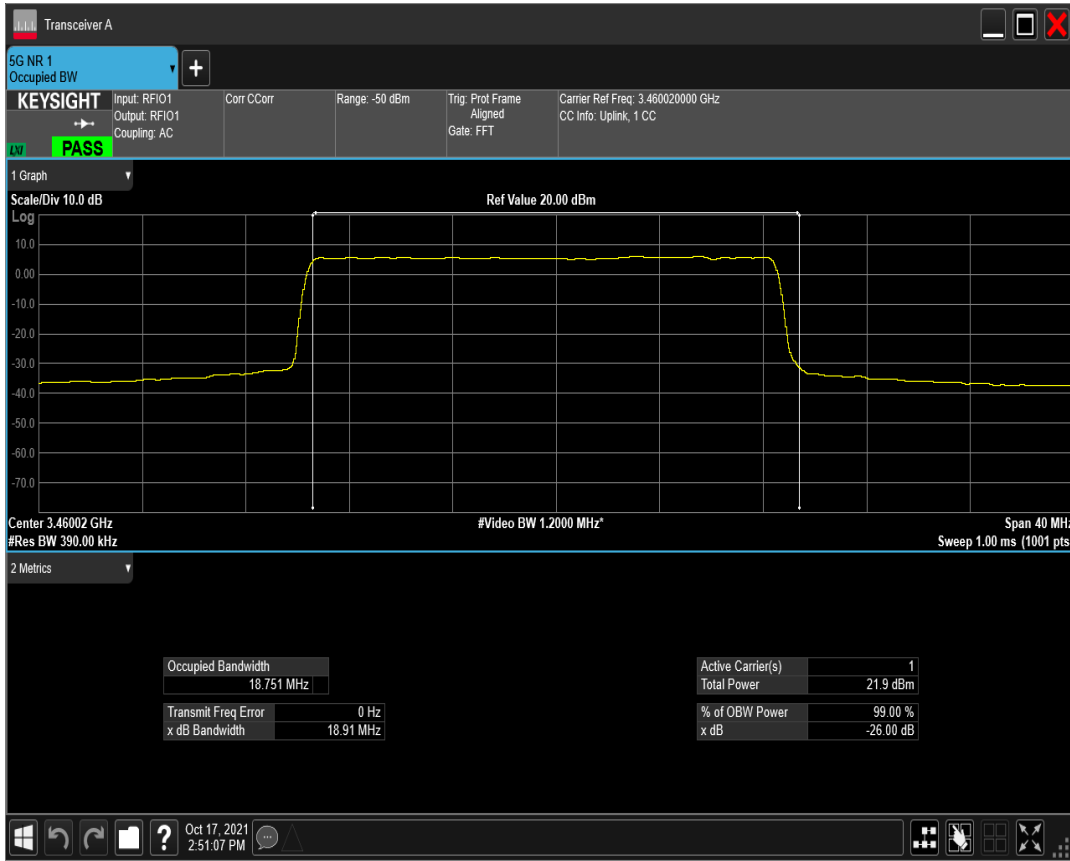 Transceiver A
5G NR 1
Occupied BW
KEYSIGHT
LXI
PASS
Input: RFIO1
Output: RFIO1
Coupling: AC
Corr CCorr
Range: -50 dBm
Trig: Prot Frame
Aligned
Gate: FFT
Carrier Ref Freq: 3.460020000 GHz
CC Info: Uplink, 1 CC
1 Graph
Scale/Div 10.0 dB
Ref Value 20.00 dBm
Log
10.0
0.00
-10.0
-20.0
-30.0
-40.0
-50.0
-60.0
-70.0
Center 3.46002 GHz
#Video BW 1.2000 MHz*
Span 40 MHz
#Res BW 390.00 kHz
Sweep 1.00 ms (1001 pts
2 Metrics
Occupied Bandwidth
18.751 MHz
Transmit Freq Error 0 Hz
x dB Bandwidth 18.91 MHz
Active Carrier(s) 1
Total Power 21.9 dBm
% of OBW Power 99.00 %
x dB -26.00 dB
?
Oct 17, 2021
2:51:07 PM